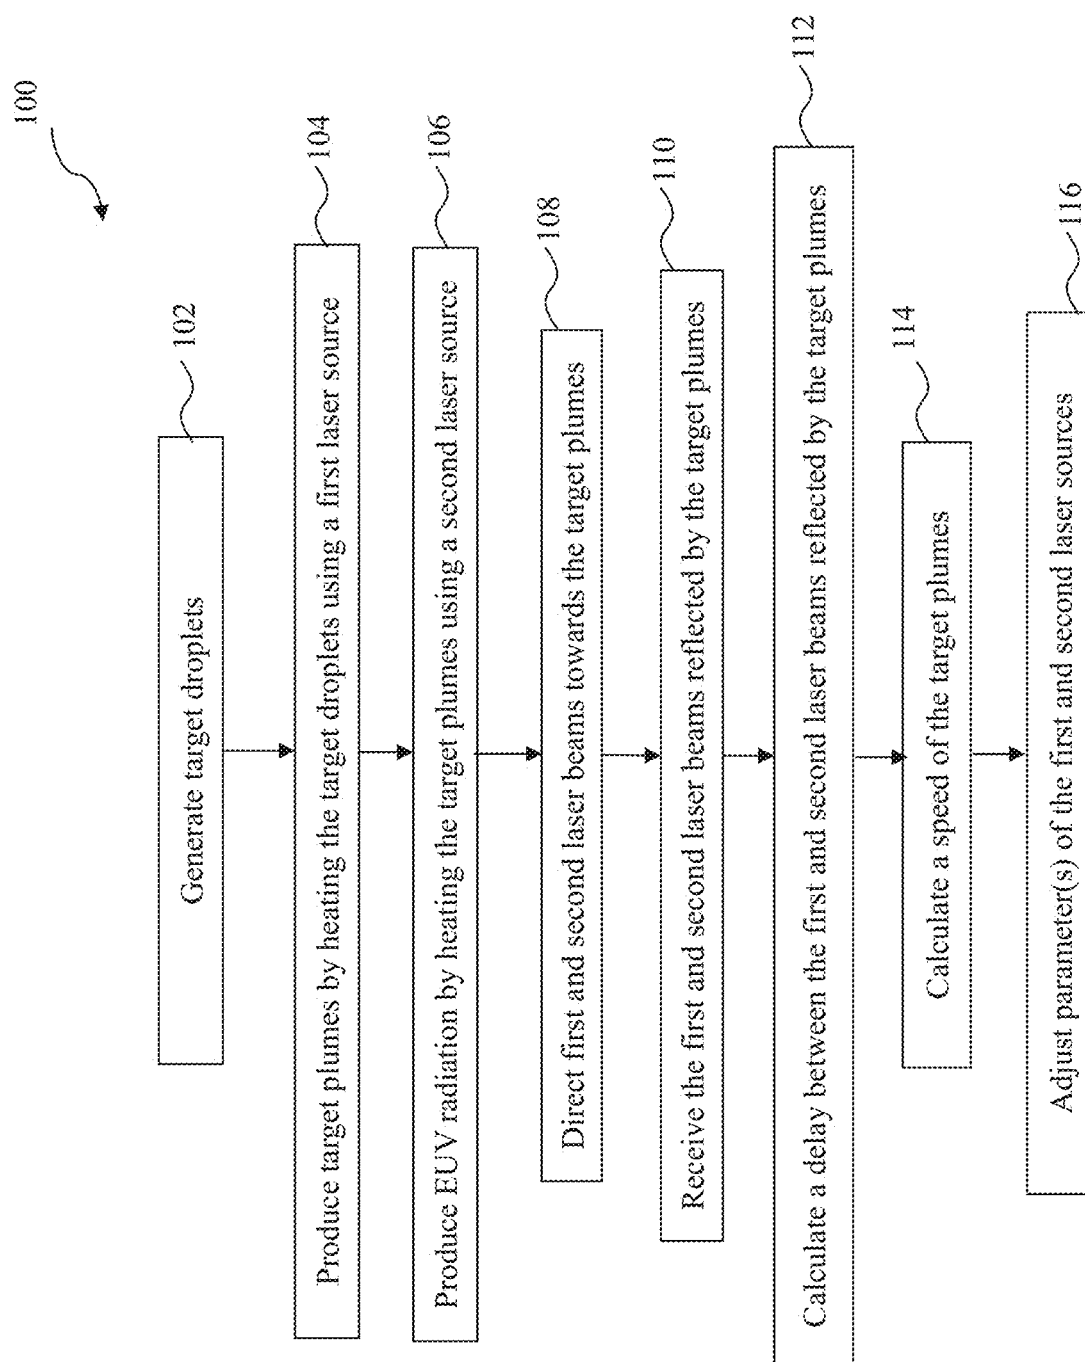 100
Generate target droplets
102
Produce target plumes by heating the target droplets using a first laser source
104
Produce EUV radiation by heating the target plumes using a second laser source
106
Direct first and second laser beams towards the target plumes
108
Receive the first and second laser beams reflected by the target plumes
110
Calculate a delay between the first and second laser beams reflected by the target plumes
112
Calculate a speed of the target plumes
114
Adjust parameter(s) of the first and second laser sources
116